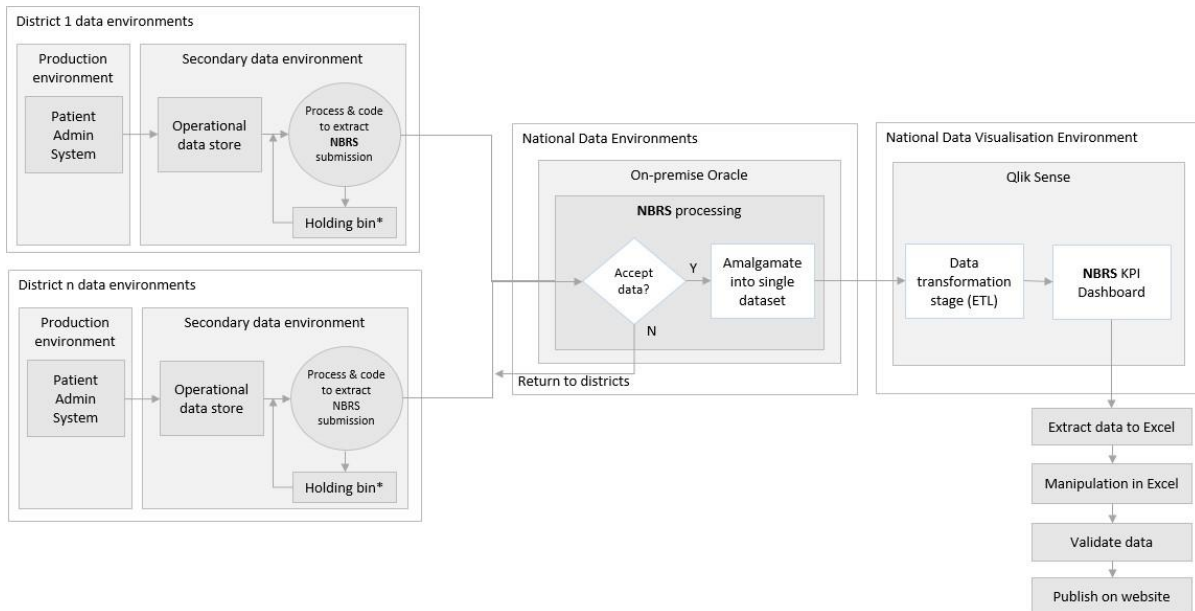 District 1 data environments
Production
environment
Patient
Admin
System
Secondary data environment
Operational
data store
Process & code
to extract
NBRS
submission
Holding bin*
District n data environments
Production
environment
Patient
Admin
System
Secondary data environment
Operational
data store
Process & code
to extract
NBRS
submission
Holding bin*
National Data Environments
On-premise Oracle
NBRS processing
Accept
data?
Y
N
Amalgamate
into single
dataset
Return to districts
National Data Visualisation Environment
Qlik Sense
Data
transformation
stage (ETL)
NBRS KPI
Dashboard
Extract data to Excel
Manipulation in Excel
Validate data
Publish on website